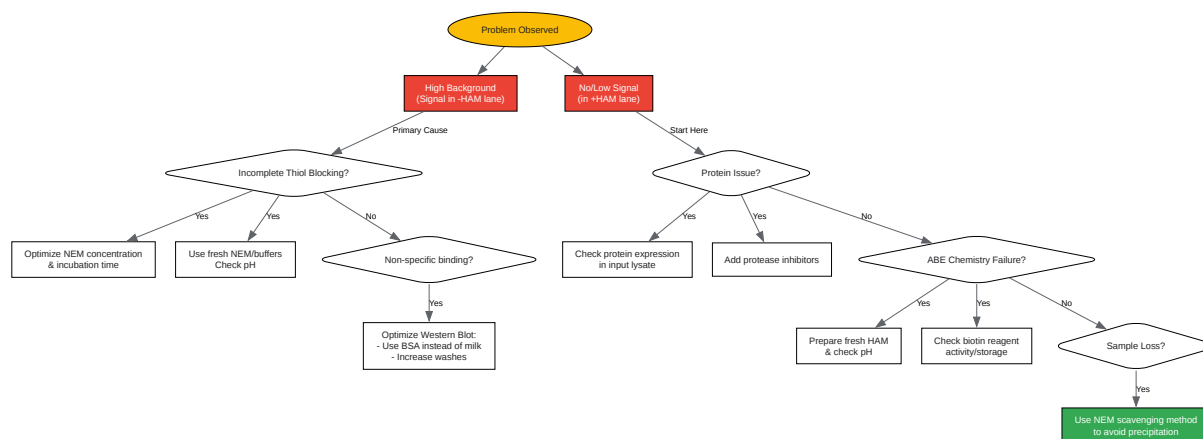 Problem Observed
High Background
(Signal in -HAM lane)
No/Low Signal
(in +HAM lane)
Primary Cause
Start Here
Incomplete Thiol Blocking?
Protein Issue?
Yes
Yes
No
Yes
Yes
No
Optimize NEM concentration
& incubation time
Use fresh NEM/buffers
Check pH
Non-specific binding?
Check protein expression
in input lysate
Add protease inhibitors
ABE Chemistry Failure?
Yes
Yes
Yes
No
Optimize Western Blot:
- Use BSA instead of milk
- Increase washes
Prepare fresh HAM
& check pH
Check biotin reagent
activity/storage
Sample Loss?
Yes
Use NEM scavenging method
to avoid precipitation